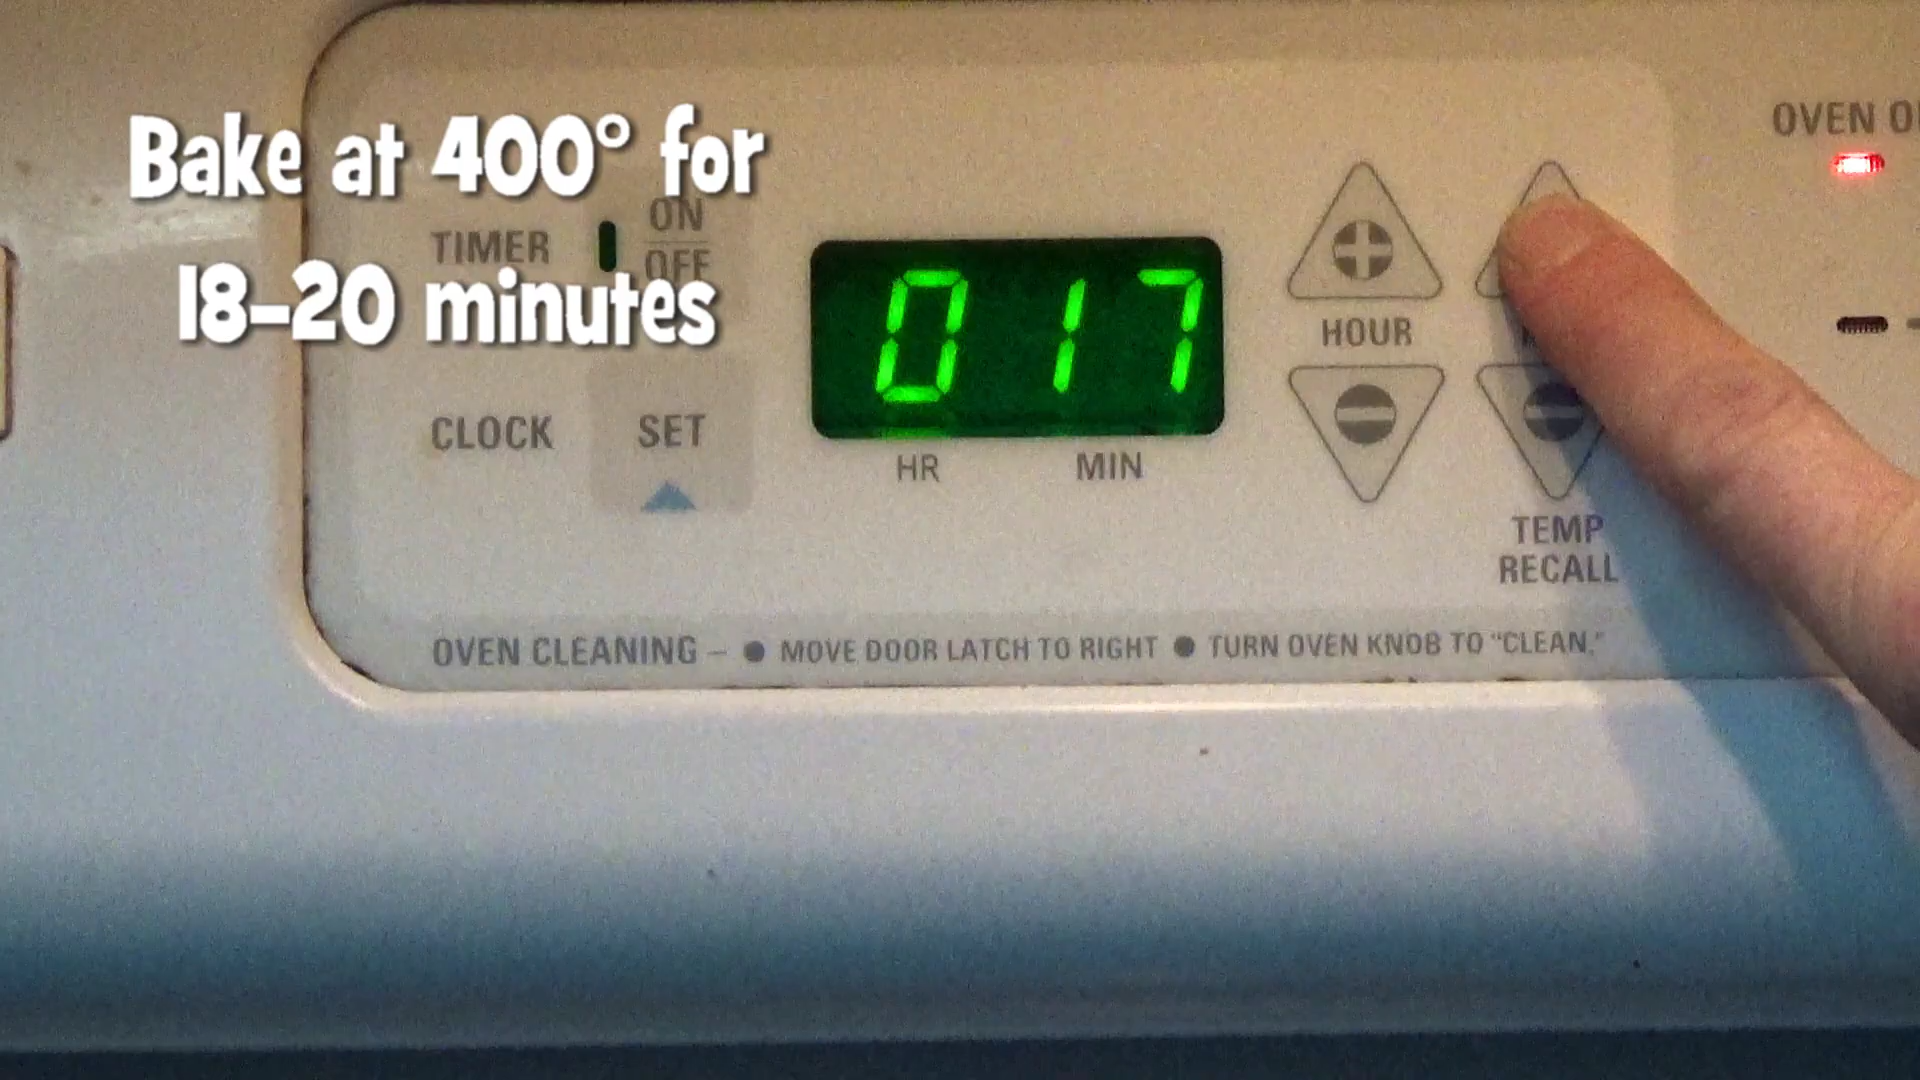 Bake at 400° for
18-20 minutes
OVEN
TIMER
ON
OFF
017
HOUR
CLOCK
SET
HR
MIN
TEMP
RECALL
OVEN CLEANING – ● MOVE DOOR LATCH TO RIGHT ● TURN OVEN KNOB TO "CLEAN."